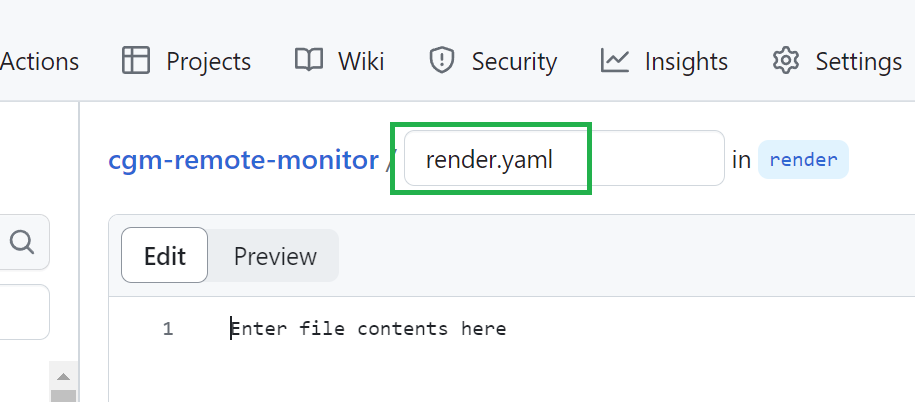 Actions Projects Wiki Security Insights Settings
cgm-remote-monitor / render.yaml in render
Edit Preview
1 Enter file contents here